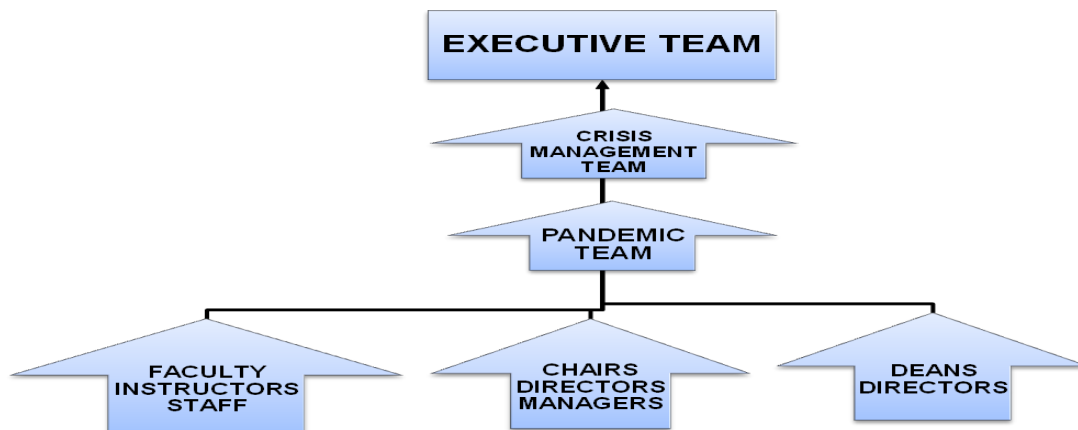 EXECUTIVE TEAM
CRISIS
MANAGEMENT
TEAM
PANDEMIC
TEAM
FACULTY
INSTRUCTORS
STAFF
CHAIRS
DIRECTORS
MANAGERS
DEANS
DIRECTORS